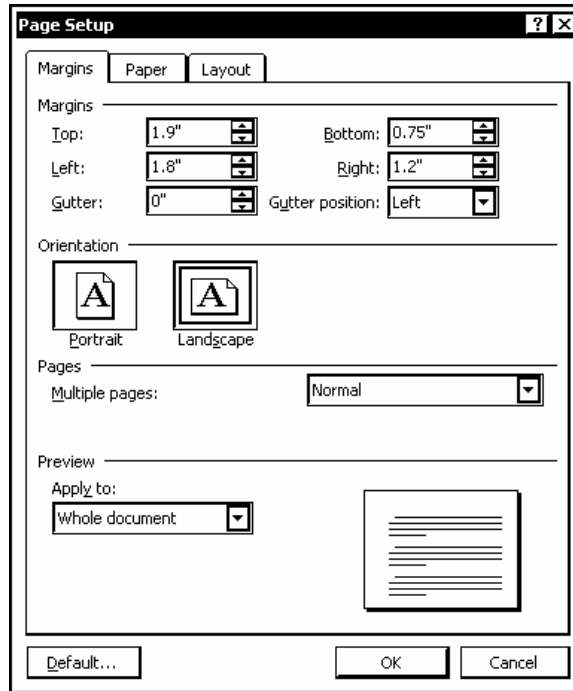 Page Setup
Margins Paper Layout
Margins
Top: 1.9" Bottom: 0.75"
Left: 1.8" Right: 1.2"
Gutter: 0" Gutter position: Left
Orientation
A A
Portrait Landscape
Pages
Multiple pages: Normal
Preview
Apply to:
Whole document
Default... OK Cancel